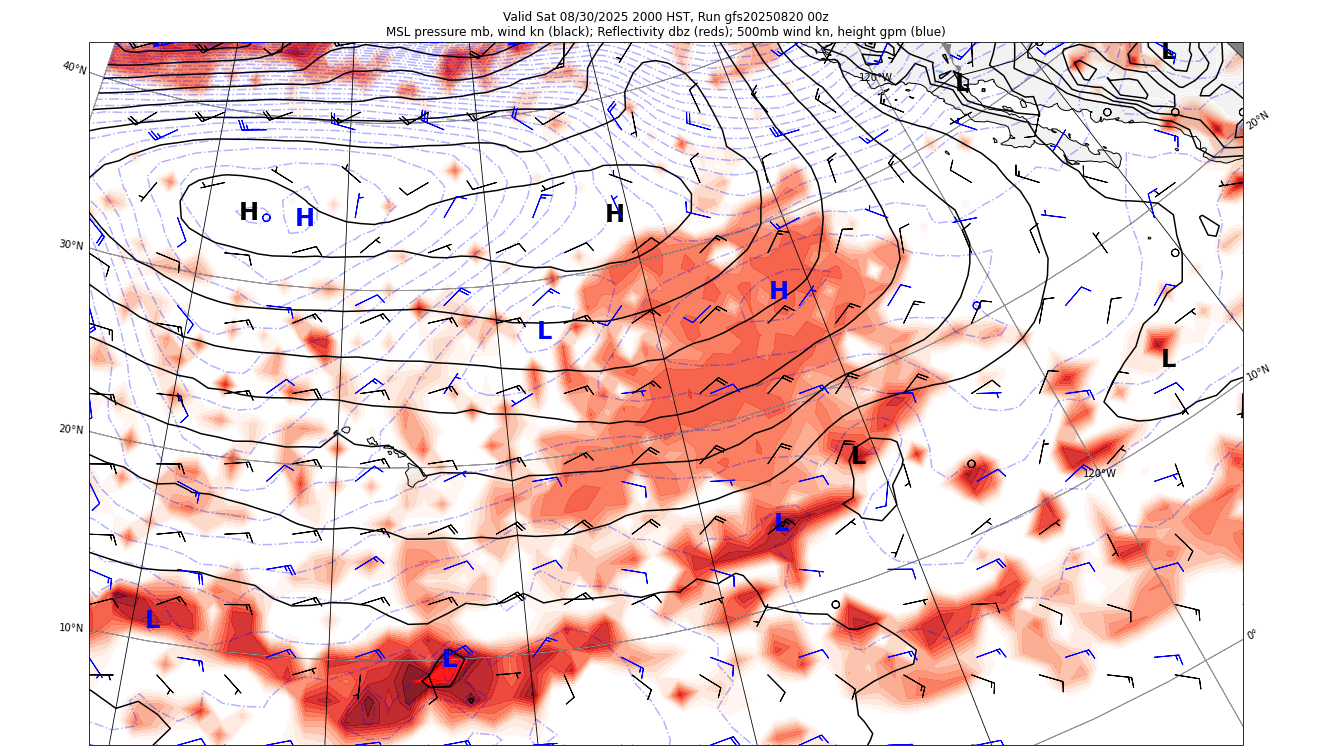 Valid Sat 08/30/2025 2000 HST, Run gfs20250820 00z
MSL pressure mb, wind kn (black); Reflectivity dbz (reds); 500mb wind kn, height gpm (blue)
L
40°N
120°W
L
20°N
H
H
H
30°N
H
L
L
10°N
20°N
L
120°W
L
L
10°N
0°
L